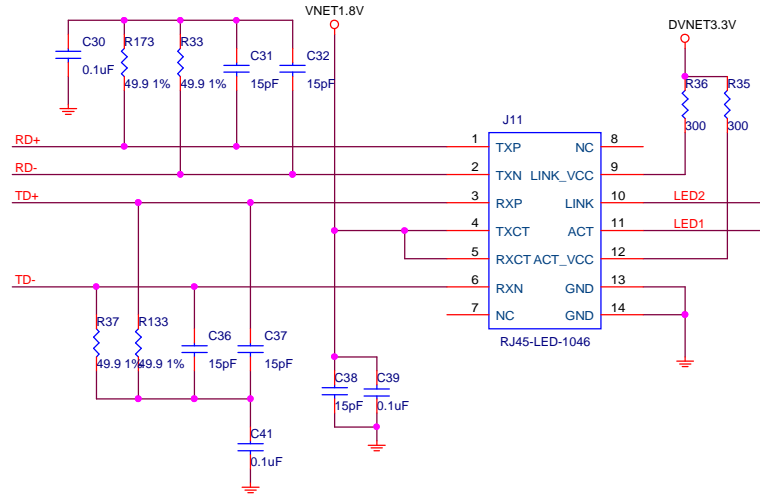 VNET1.8V
DVNET3.3V
C30
0.1uF
R173
49.9 1%
R33
49.9 1%
C31
15pF
C32
15pF
R36
300
R35
300
J11
RD+
1
TXP
NC
8
RD-
2
TXN
LINK_VCC
9
TD+
3
RXP
LINK
10
LED2
4
TXCT
ACT
11
LED1
5
RXCT
ACT_VCC
12
TD-
6
RXN
GND
13
7
NC
GND
14
RJ45-LED-1046
R37
49.9 1%
R133
49.9 1%
C36
15pF
C37
15pF
C38
15pF
C39
0.1uF
C41
0.1uF